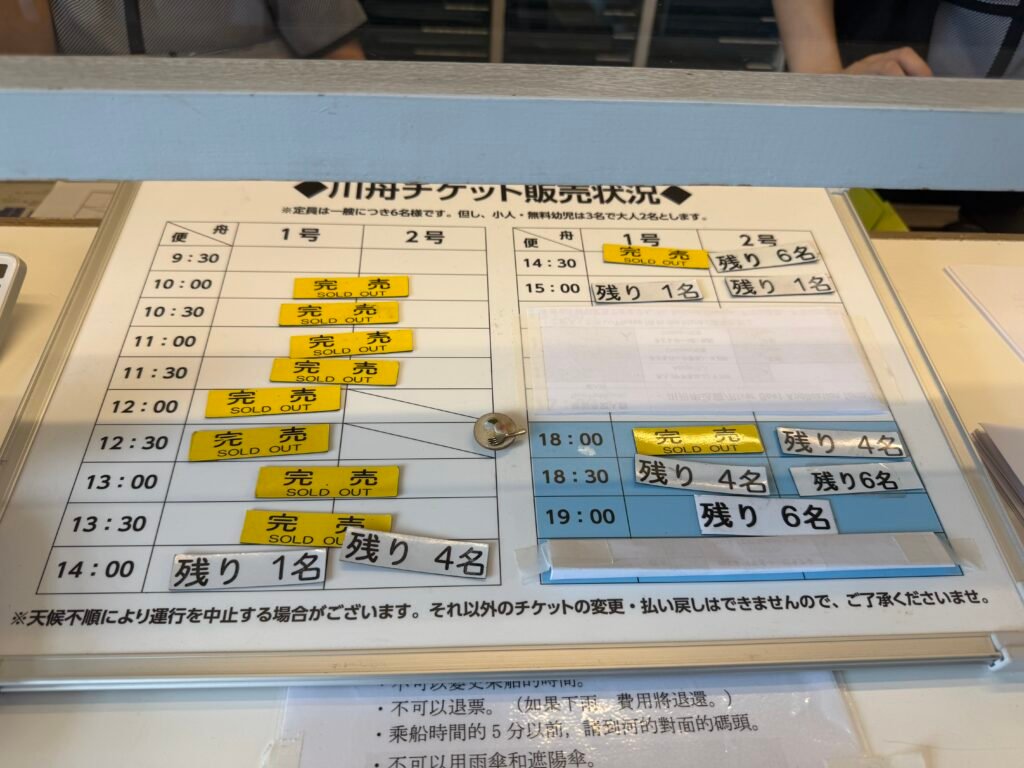 ◆川舟チケット販売状況◆
※定員は一艘につき6名様です。但し、小人・無料幼児は3名で大人2名とします。
便 舟 1号 2号
9:30
10:00 完売 SOLD OUT
10:30 完売 SOLD OUT
11:00 完売 SOLD OUT
11:30 完売 SOLD OUT
12:00 完売 SOLD OUT
12:30 完売 SOLD OUT
13:00 完売 SOLD OUT
13:30 完売 SOLD OU
14:00 残り 1名 残り 4名
便 舟 1号 2号
14:30 完売 SOLD OUT 残り 6名
15:00 残り 1名 残り 1名
18:00 完売 SOLD OUT 残り 4名
18:30 残り 4名 残り6名
19:00 残り 6名
※天候不順により運行を中止する場合がございます。それ以外のチケットの変更・払い戻しはできませんので、ご了承くださいませ。
・不可以變更乘船的時間。
・不可以退票。（如果下雨，費用將退還。）
・乘船時間的5分以前，請到河的對面的碼頭。
・不可以用雨傘和遮陽傘。